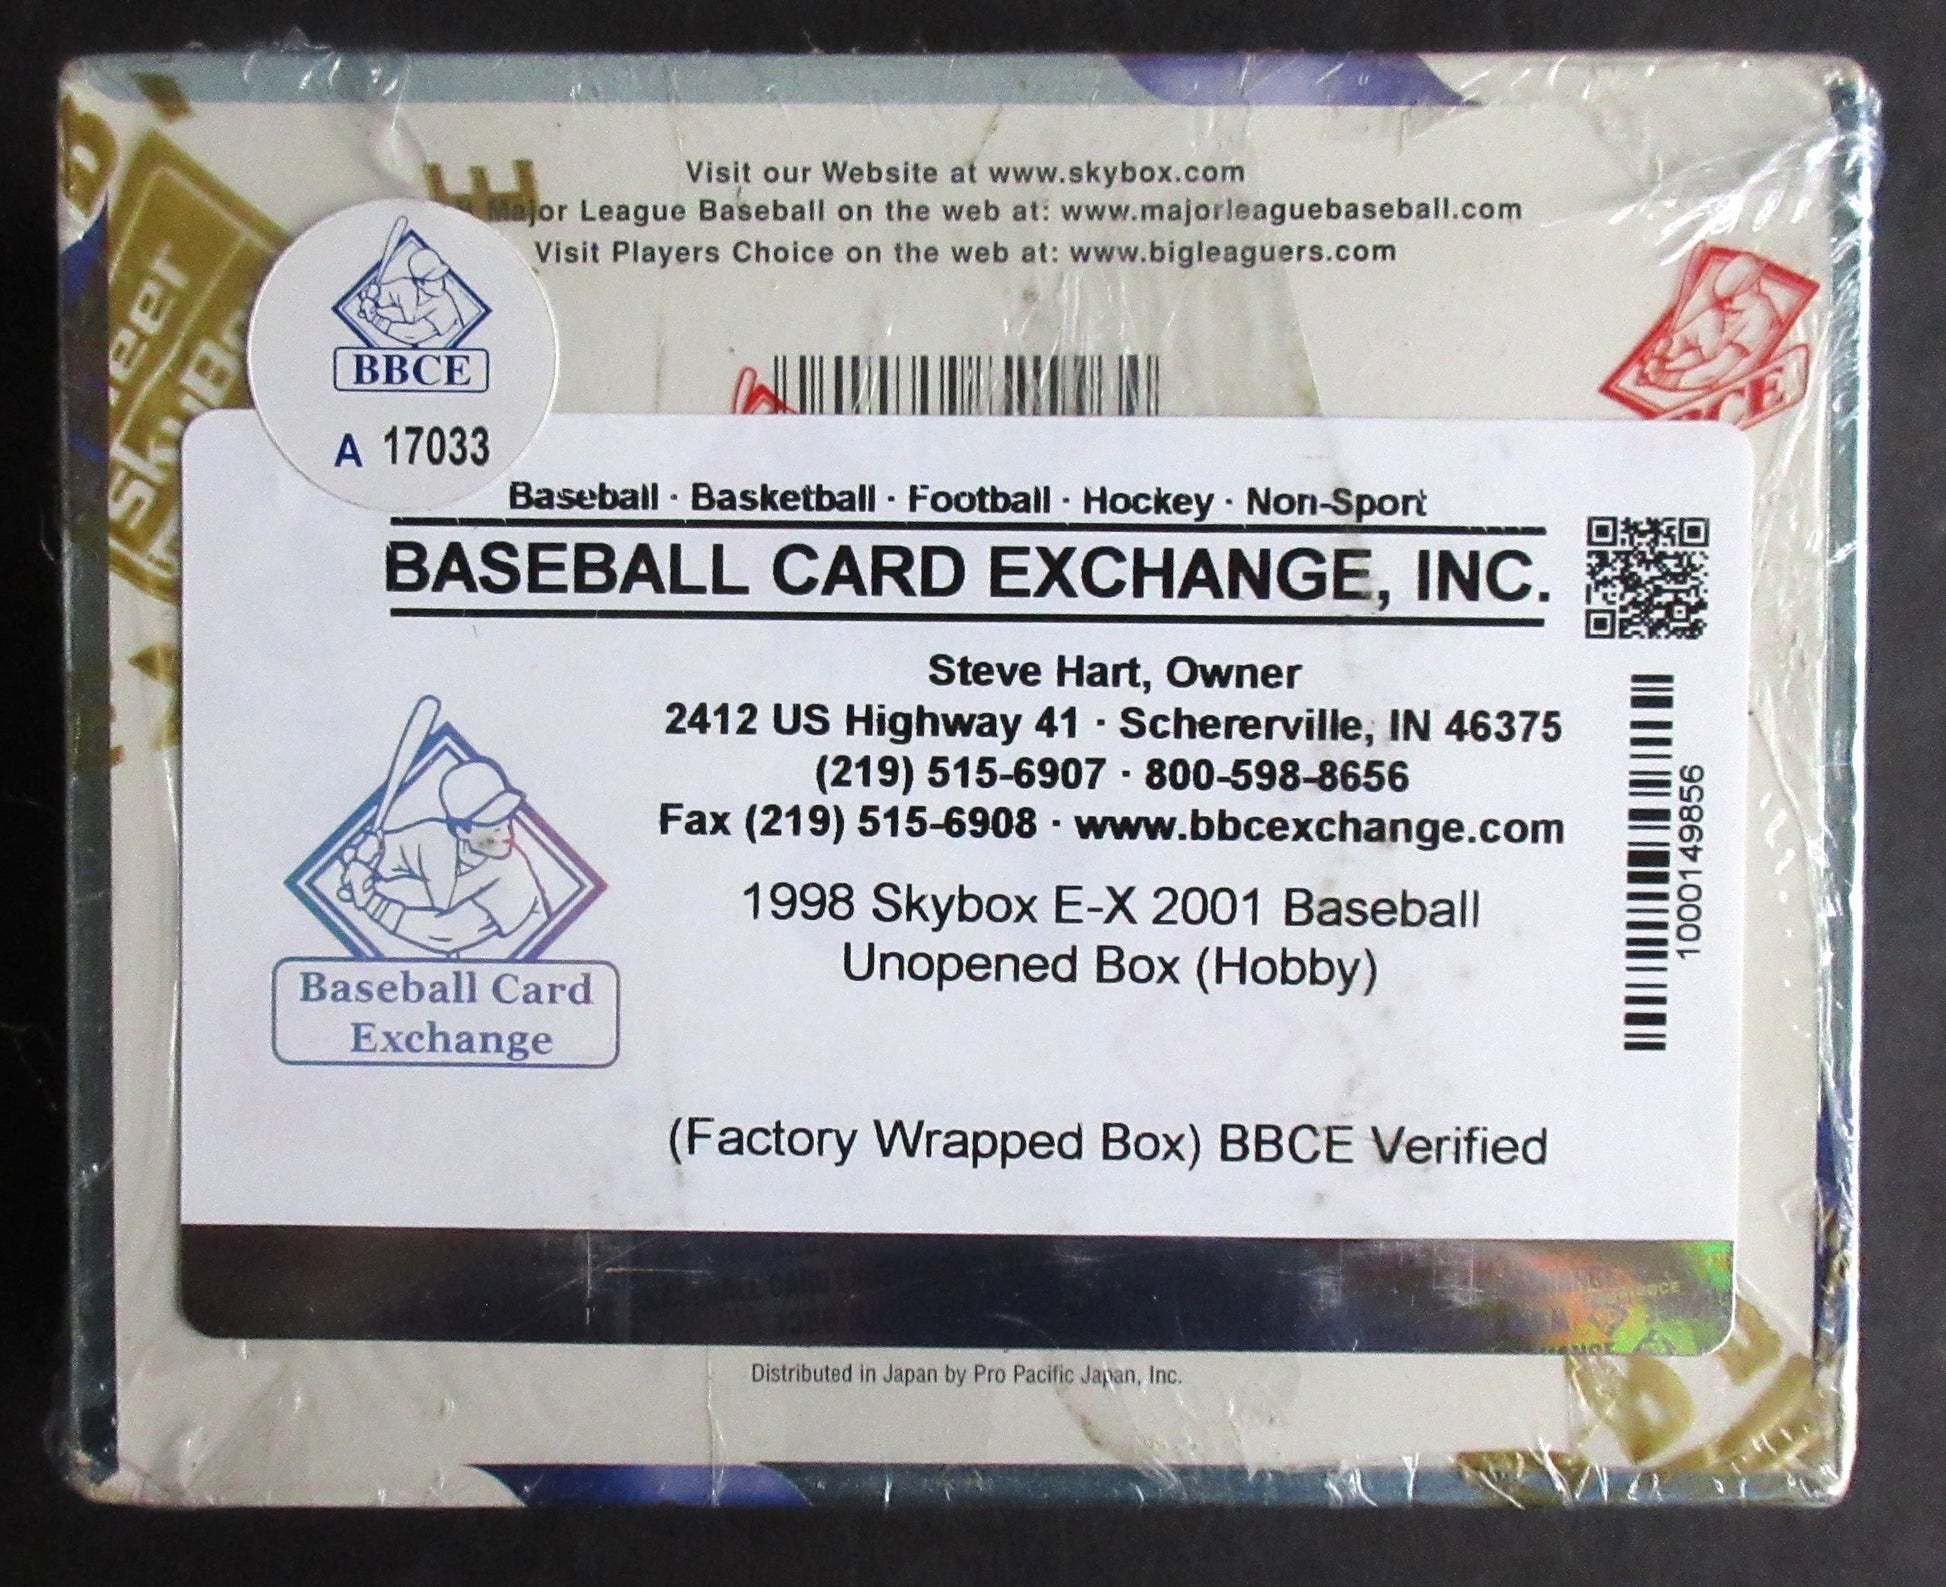 Visit our Website at www.skybox.com
Major League Baseball on the web at: www.majorleaguebaseball.com
Visit Players Choice on the web at: www.bigleaguers.com
BBCE
A 17033
Baseball · Basketball · Football · Hockey · Non-Sport
BASEBALL CARD EXCHANGE, INC.
Steve Hart, Owner
2412 US Highway 41 · Schererville, IN 46375
(219) 515-6907 · 800-598-8656
Fax (219) 515-6908 · www.bbcexchange.com
1998 Skybox E-X 2001 Baseball
Unopened Box (Hobby)
1000149856
Baseball Card
Exchange
(Factory Wrapped Box) BBCE Verified
Distributed in Japan by Pro Pacific Japan, Inc.